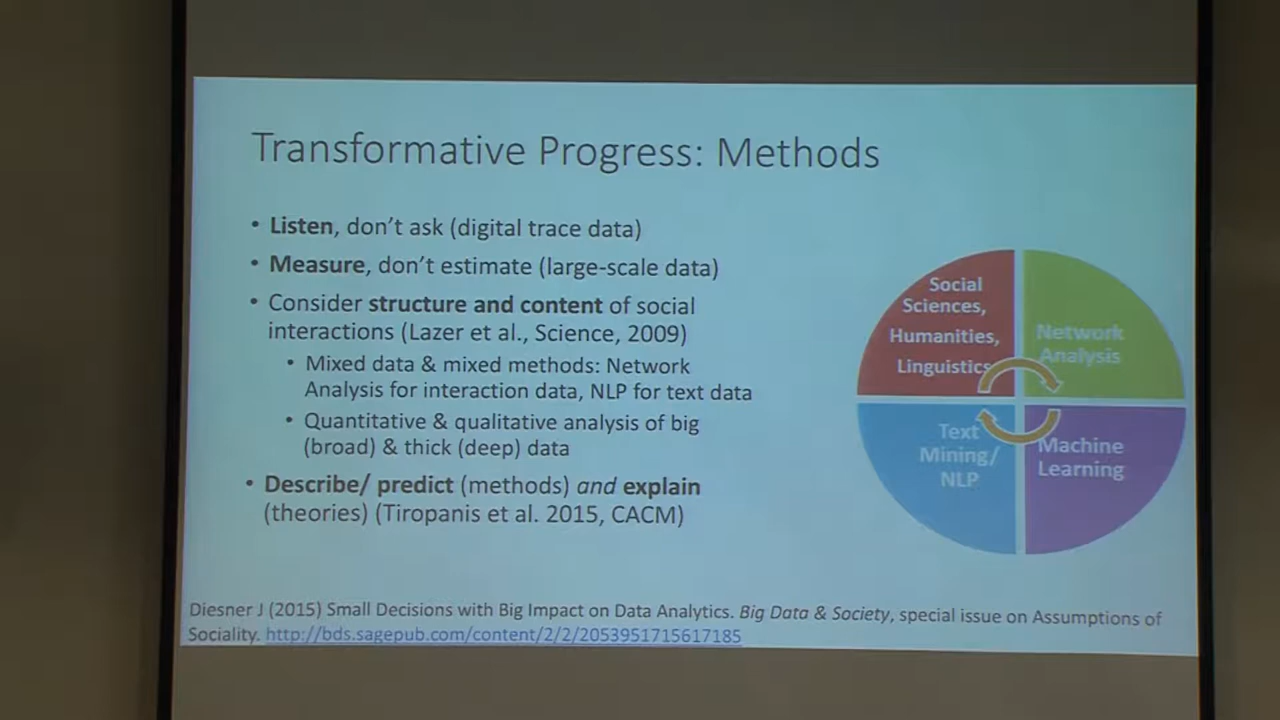 Transformative Progress: Methods
• Listen, don't ask (digital trace data)
• Measure, don't estimate (large-scale data)
• Consider structure and content of social
interactions (Lazer et al., Science, 2009)
• Mixed data & mixed methods: Network
Analysis for interaction data, NLP for text data
• Quantitative & qualitative analysis of big
(broad) & thick (deep) data
• Describe/ predict (methods) and explain
(theories) (Tiropanis et al. 2015, CACM)
Social
Sciences,
Humanities,
Linguistics
Network
Analysis
Text
Mining/
NLP
Machine
Learning
Diesner J (2015) Small Decisions with Big Impact on Data Analytics. Big Data & Society, special issue on Assumptions of
Sociality. http://bds.sagepub.com/content/2/2/2053951715617185